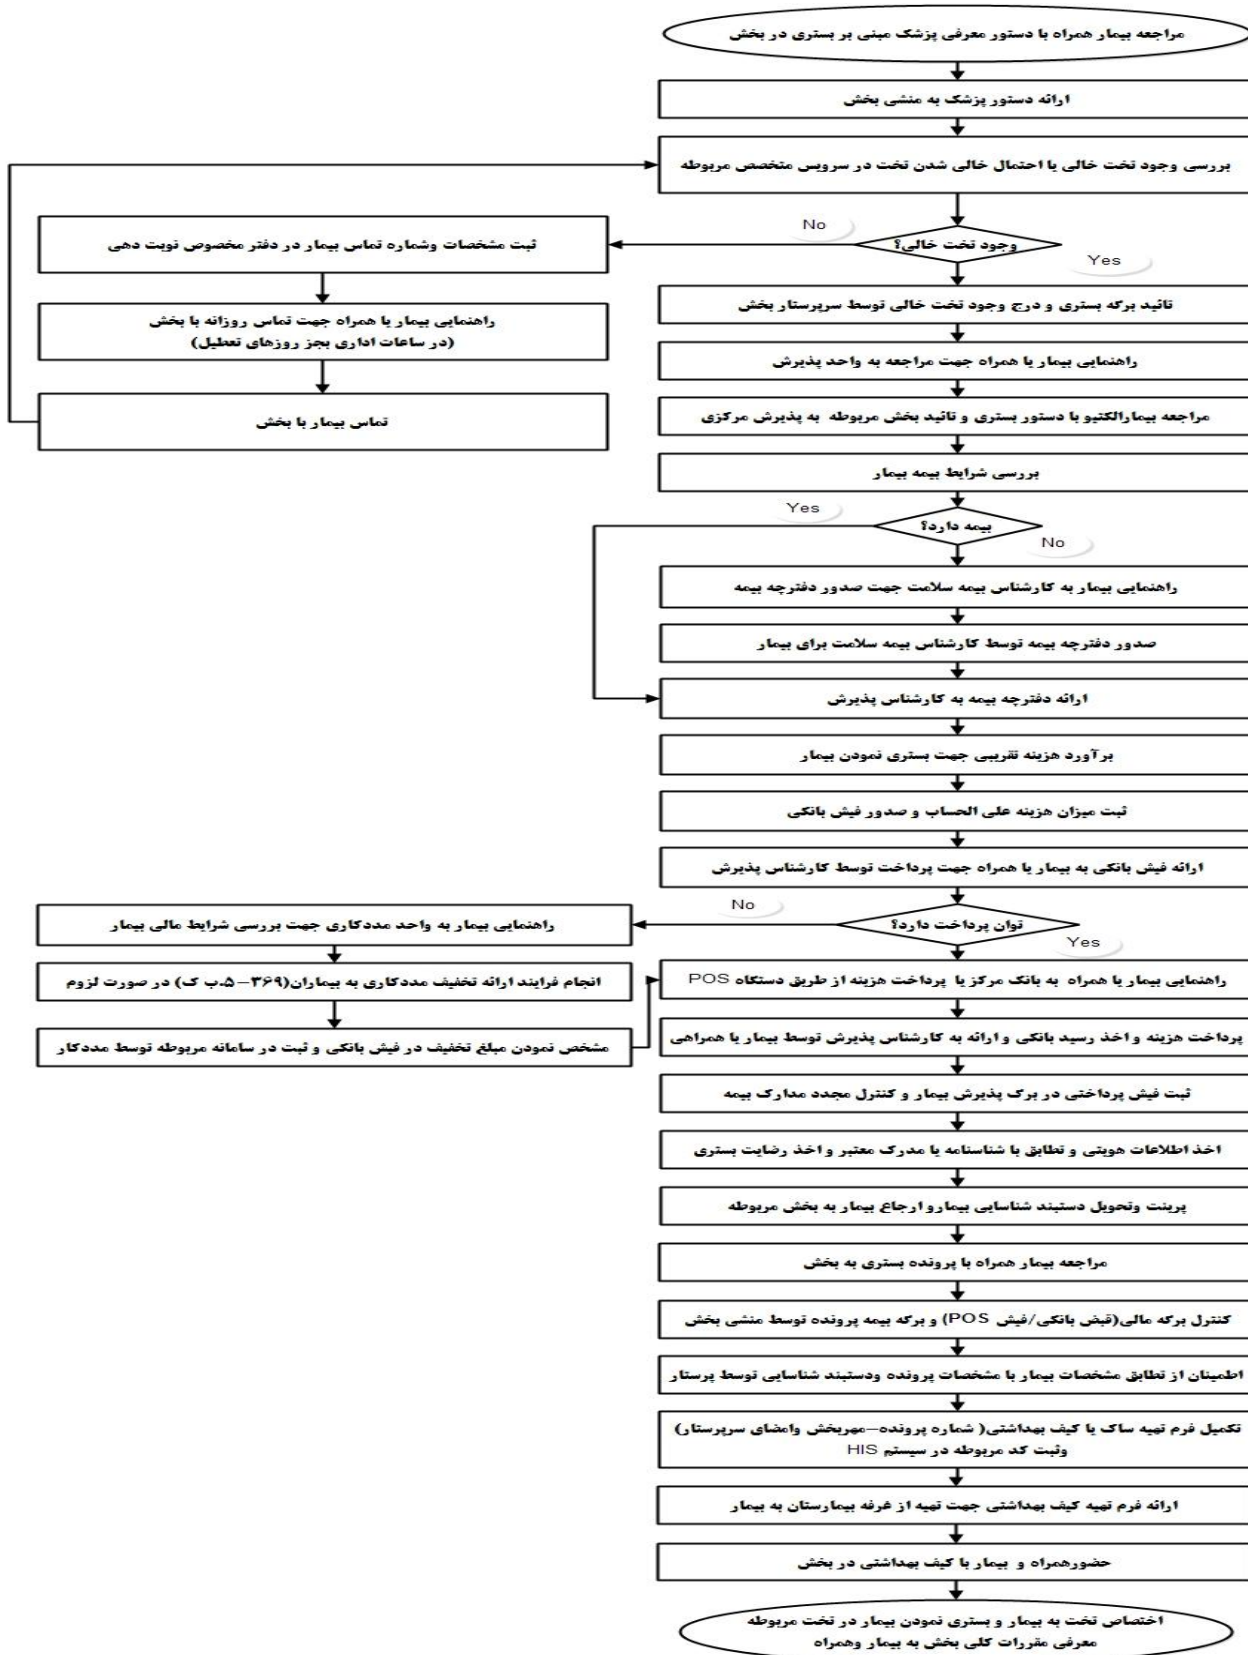 مراجعه بیمار همراه با دستور معرفی پزشک مبنی بر بستری در بخش
ارائه دستور پزشک به منشی بخش
بررسی وجود تخت خالی یا احتمال خالی شدن تخت در سرویس متخصص مربوطه
وجود تخت خالی؟
No
Yes
ثبت مشخصات وشماره تماس بیمار در دفتر مخصوص نوبت دهی
راهنمایی بیمار یا همراه جهت تماس روزانه با بخش
(در ساعات اداری بجز روزهای تعطیل)
تماس بیمار با بخش
تائید برکه بستری و درج وجود تخت خالی توسط سرپرستار بخش
راهنمایی بیمار یا همراه جهت مراجعه به واحد پذیرش
مراجعه بیمارالکتیو با دستور بستری و تائید بخش مربوطه به پذیرش مرکزی
بررسی شرایط بیمه بیمار
بیمه دارد؟
Yes
No
راهنمایی بیمار به کارشناس بیمه سلامت جهت صدور دفترچه بیمه
صدور دفترچه بیمه توسط کارشناس بیمه سلامت برای بیمار
ارائه دفترچه بیمه به کارشناس پذیرش
برآورد هزینه تقریبی جهت بستری نمودن بیمار
ثبت میزان هزینه علی الحساب و صدور فیش بانکی
ارائه فیش بانکی به بیمار یا همراه جهت پرداخت توسط کارشناس پذیرش
توان پرداخت دارد؟
No
Yes
راهنمایی بیمار به واحد مددکاری جهت بررسی شرایط مالی بیمار
انجام فرایند ارائه تخفیف مددکاری به بیماران(۳۶۹–۵.ب ک) در صورت لزوم
مشخص نمودن مبلغ تخفیف در فیش بانکی و ثبت در سامانه مربوطه توسط مددکار
راهنمایی بیمار یا همراه به بانک مرکز یا پرداخت هزینه از طریق دستگاه POS
پرداخت هزینه و اخذ رسید بانکی و ارائه به کارشناس پذیرش توسط بیمار یا همراهی
ثبت فیش پرداختی در برک پذیرش بیمار و کنترل مجدد مدارک بیمه
اخذ اطلاعات هویتی و تطابق با شناسنامه یا مدرک معتبر و اخذ رضایت بستری
پرینت وتحویل دستبند شناسایی بیمارو ارجاع بیمار به بخش مربوطه
مراجعه بیمار همراه با پرونده بستری به بخش
کنترل برکه مالی(قبض بانکی/فیش POS) و برکه بیمه پرونده توسط منشی بخش
اطمینان از تطابق مشخصات بیمار با مشخصات پرونده ودستبند شناسایی توسط پرستار
تکمیل فرم تهیه ساک یا کیف بهداشتی( شماره پرونده–مهربخش وامضای سرپرستار)
وثبت کد مربوطه در سیستم HIS
ارائه فرم تهیه کیف بهداشتی جهت تهیه از غرفه بیمارستان به بیمار
حضورهمراه و بیمار با کیف بهداشتی در بخش
اختصاص تخت به بیمار و بستری نمودن بیمار در تخت مربوطه
معرفی مقررات کلی بخش به بیمار وهمراه